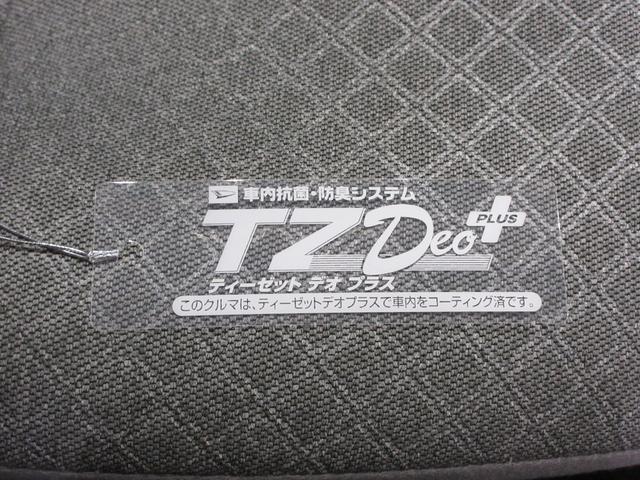 車内抗菌・防臭システム
TZ Deo PLUS
ティーゼット デオ プラス
このクルマは、ティーゼットデオプラスで車内をコーティング済です。